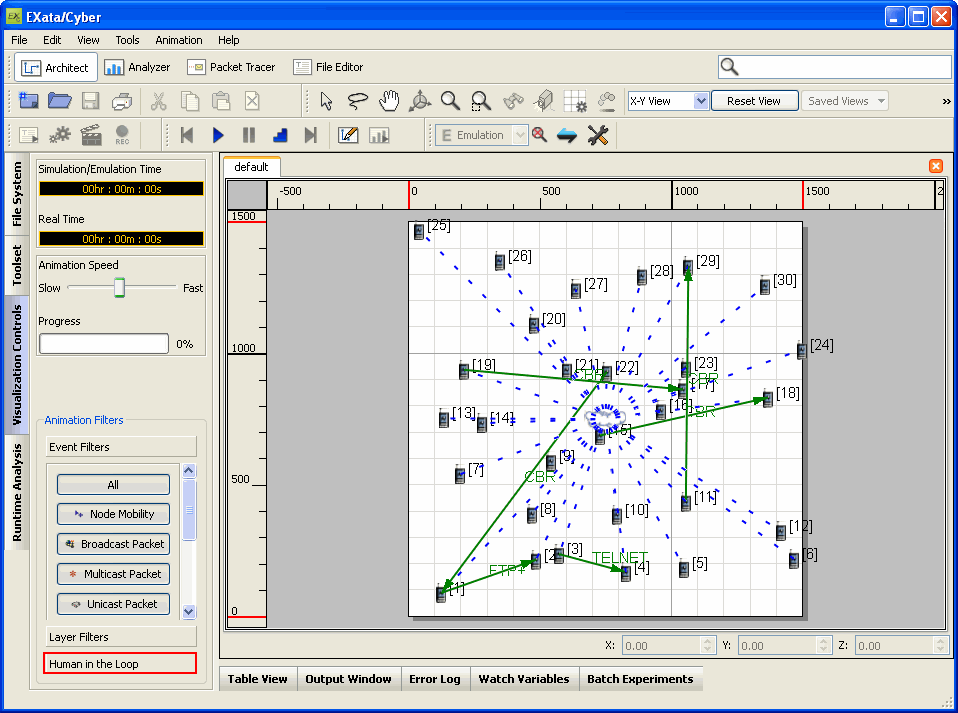 EXata/Cyber
File Edit View Tools Animation Help
Architect Analyzer Packet Tracer File Editor
X-Y View Reset View Saved Views »
REC E Emulation
File System
Toolset
Visualization Controls
Runtime Analysis
Simulation/Emulation Time
00hr : 00m : 00s
Real Time
00hr : 00m : 00s
Animation Speed
Slow Fast
Progress
0%
Animation Filters
Event Filters
All
Node Mobility
Broadcast Packet
Multicast Packet
Unicast Packet
Layer Filters
Human in the Loop
default
-500 0 500 1000 1500 2
1500
1000
500
0
[25]
[26]
[29]
[28]
[27]
[30]
[20]
[24]
[19] [21] [22] [23]
CBR CBR
[17]
[18]
[13] [14] [16] CBR
[15]
[7] [9]
CBR
[11]
[8] [10]
[12]
[2] [3] TELNET [6]
FTP+ [4] [5]
[1]
X: 0.00 Y: 0.00 Z: 0.00
Table View Output Window Error Log Watch Variables Batch Experiments